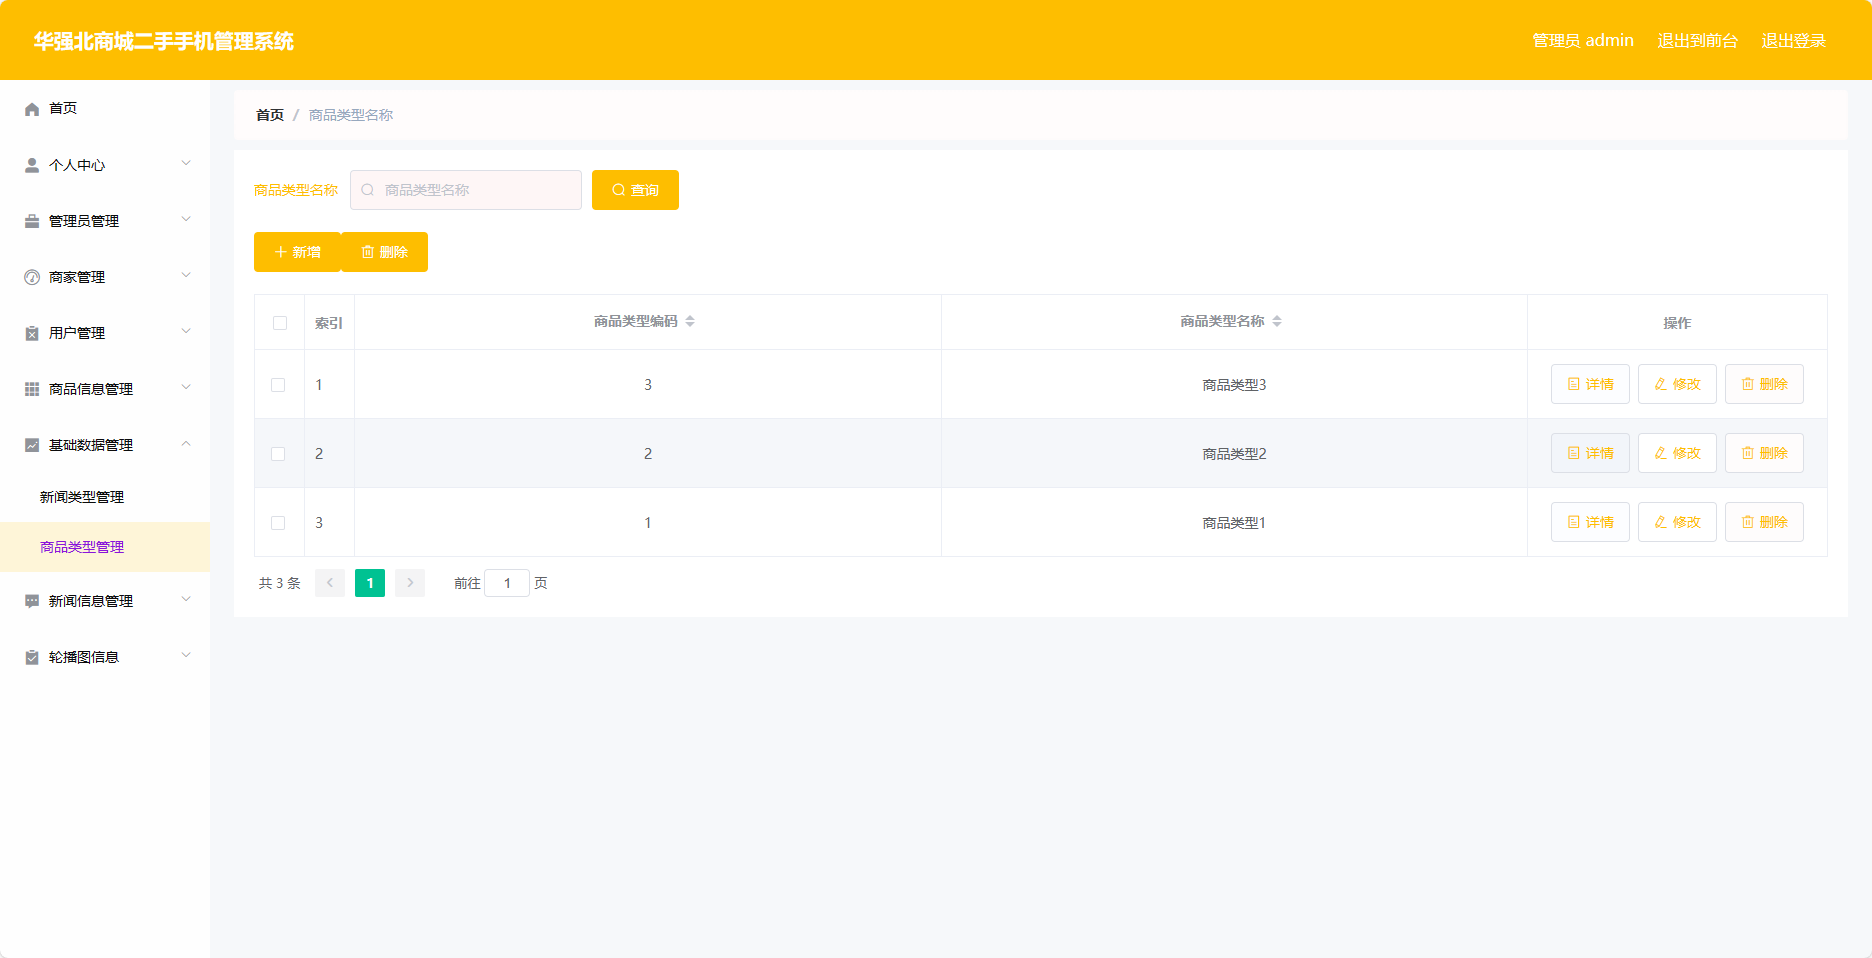 华强北商城二手手机管理系统
管理员 admin 退出到前台 退出登录
首页
个人中心
管理员管理
商家管理
用户管理
商品信息管理
基础数据管理
新闻类型管理
商品类型管理
新闻信息管理
轮播图信息
首页 / 商品类型名称
商品类型名称 商品类型名称 查询
新增 删除
索引 商品类型编码 商品类型名称 操作
1 3 商品类型3 详情 修改 删除
2 2 商品类型2 详情 修改 删除
3 1 商品类型1 详情 修改 删除
共 3 条 1 前往 1 页